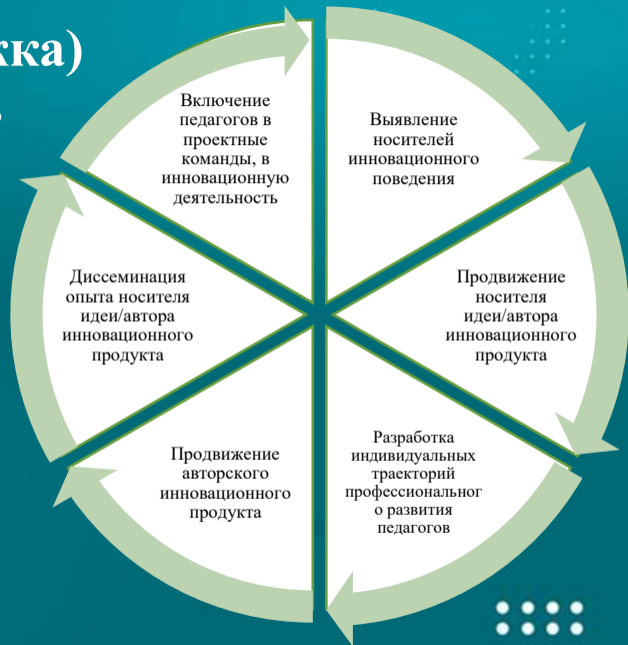 кка)
Включение
педагогов в
проектные
команды, в
инновационную
деятельность
Выявление
носителей
инновационного
поведения
Продвижение
носителя
идеи/автора
инновационного
продукта
Разработка
индивидуальных
траекторий
профессиональног
о развития
педагогов
Продвижение
авторского
инновационного
продукта
Диссеминация
опыта носителя
идеи/автора
инновационного
продукта